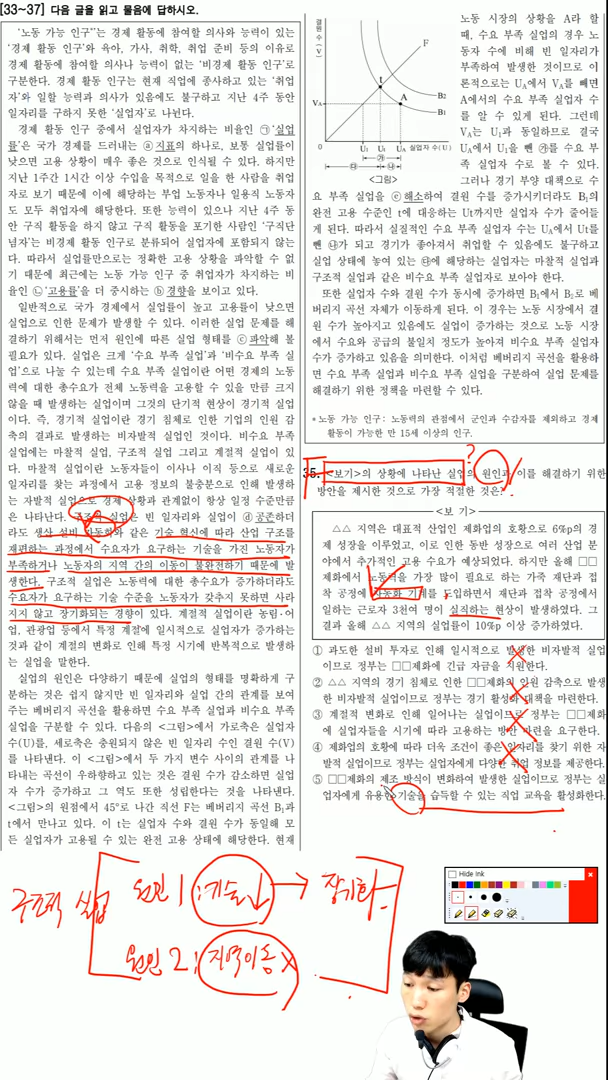 [33~37] 다음 글을 읽고 물음에 답하시오.
'노동 가능 인구*'는 경제 활동에 참여할 의사와 능력이 있는
'경제 활동 인구'와 육아, 가사, 취학, 취업 준비 등의 이유로
경제 활동에 참여할 의사나 능력이 없는 '비경제 활동 인구'로
구분한다. 경제 활동 인구는 현재 직업에 종사하고 있는 '취업
자'와 일할 능력과 의사가 있음에도 불구하고 지난 4주 동안
일자리를 구하지 못한 '실업자'로 나뉜다.
경제 활동 인구 중에서 실업자가 차지하는 비율인 ㉠'실업
률'은 국가 경제를 드러내는 ⓐ지표의 하나로, 보통 실업률이
낮으면 고용 상황이 매우 좋은 것으로 인식될 수 있다. 하지만
지난 1주간 1시간 이상 수입을 목적으로 일을 한 사람을 취업
자로 보기 때문에 이에 해당하는 부업 노동자나 일용직 노동자
도 모두 취업자에 해당한다. 또한 능력이 있으나 지난 4주 동
안 구직 활동을 하지 않고 구직 활동을 포기한 사람인 '구직단
념자'는 비경제 활동 인구로 분류되어 실업자에 포함되지 않는
다. 따라서 실업률만으로는 정확한 고용 상황을 파악할 수 없
기 때문에 최근에는 노동 가능 인구 중 취업자가 차지하는 비
율인 ㉡'고용률'을 더 중시하는 ⓑ경향을 보이고 있다.
일반적으로 국가 경제에서 실업률이 높고 고용률이 낮으면
실업으로 인한 문제가 발생할 수 있다. 이러한 실업 문제를 해
결하기 위해서는 먼저 원인에 따른 실업 형태를 ⓒ파악해 볼
필요가 있다. 실업은 크게 '수요 부족 실업'과 '비수요 부족 실
업'으로 나눌 수 있는데 수요 부족 실업이란 어떤 경제의 노동
력에 대한 총수요가 전체 노동력을 고용할 수 있을 만큼 크지
않을 때 발생하는 실업이며 그것의 단기적 현상이 경기적 실업
이다. 즉, 경기적 실업이란 경기 침체로 인한 기업의 인원 감
축의 결과로 발생하는 비자발적 실업인 것이다. 비수요 부족
실업에는 마찰적 실업, 구조적 실업 그리고 계절적 실업이 있
다. 마찰적 실업이란 노동자들이 이사나 이직 등으로 새로운
일자리를 찾는 과정에서 고용 정보의 불충분으로 인해 발생하
는 자발적 실업으로 경제 상황과 관계없이 항상 일정 수준만큼
은 나타난다. 구조적 실업은 빈 일자리와 실업이 ⓓ공존하더
라도 생산 설비 자동화와 같은 기술 혁신에 따라 산업 구조를
재편하는 과정에서 수요자가 요구하는 기술을 가진 노동자가
부족하거나 노동자의 지역 간의 이동이 불완전하기 때문에 발
생한다. 구조적 실업은 노동력에 대한 총수요가 증가하더라도
수요자가 요구하는 기술 수준을 노동자가 갖추지 못하면 사라
지지 않고 장기화되는 경향이 있다. 계절적 실업이란 농림·어
업, 관광업 등에서 특정 계절에 일시적으로 실업자가 증가하는
것과 같이 계절의 변화로 인해 특정 시기에 반복적으로 발생하
는 실업을 말한다.
실업의 원인은 다양하기 때문에 실업의 형태를 명확하게 구
분하는 것은 쉽지 않지만 빈 일자리와 실업 간의 관계를 보여
주는 베버리지 곡선을 활용하면 수요 부족 실업과 비수요 부족
실업을 구분할 수 있다. 다음의 <그림>에서 가로축은 실업자
수(U)를, 세로축은 충원되지 않은 빈 일자리 수인 결원 수(V)
를 나타낸다. 이 <그림>에서 두 가지 변수 사이의 관계를 나
타내는 곡선이 우하향하고 있는 것은 결원 수가 감소하면 실업
자 수가 증가하고 그 역도 또한 성립한다는 것을 나타낸다.
<그림>의 원점에서 45°로 나간 직선 F는 베버리지 곡선 B₁과
t에서 만나고 있다. 이 t는 실업자 수와 결원 수가 동일해 모
든 실업자가 고용될 수 있는 완전 고용 상태에 해당한다. 현재
결원 수
(V)
F
t
A
B₂
B₁
V_A
U₁ U_t U_A 실업자 수(U)
㉮
㉰ ㉯
<그림>
노동 시장의 상황을 A라 할
때, 수요 부족 실업의 경우 노
동자 수에 비해 빈 일자리가
부족하여 발생한 것이므로 이
론적으로는 U_A에서 V_A를 빼면
A에서의 수요 부족 실업자 수
를 알 수 있게 된다. 그런데
V_A는 U₁과 동일하므로 결국
U_A에서 U₁을 뺀 ㉮를 수요 부
족 실업자 수로 볼 수 있다.
그러나 경기 부양 대책으로 수
요 부족 실업을 ⓔ해소하여 결원 수를 증가시키더라도 B₁의
완전 고용 수준인 t에 대응하는 U_t까지만 실업자 수가 줄어들
게 된다. 따라서 실질적인 수요 부족 실업자 수는 U_A에서 U_t를
뺀 ㉯가 되고 경기가 좋아져서 취업할 수 있음에도 불구하고
실업 상태에 놓여 있는 ㉰에 해당하는 실업자는 마찰적 실업과
구조적 실업과 같은 비수요 부족 실업자로 보아야 한다.
또한 실업자 수와 결원 수가 동시에 증가하면 B₁에서 B₂로 베
버리지 곡선 자체가 이동하게 된다. 이 경우는 노동 시장에서 결
원 수가 높아지고 있음에도 실업이 증가하는 것으로 노동 시장
에서 수요와 공급의 불일치 정도가 높아져 비수요 부족 실업자
수가 증가하고 있음을 의미한다. 이처럼 베버리지 곡선을 활용하
면 수요 부족 실업과 비수요 부족 실업을 구분하여 실업 문제를
해결하기 위한 정책을 마련할 수 있다.
* 노동 가능 인구: 노동력의 관점에서 군인과 수감자를 제외하고 경제
활동이 가능한 만 15세 이상의 인구.
35. <보기>의 상황에 나타난 실업의 원인과 이를 해결하기 위한
방안을 제시한 것으로 가장 적절한 것은?
?
<보 기>
△△ 지역은 대표적 산업인 제화업의 호황으로 6%p의 경
제 성장을 이루었고, 이로 인한 동반 성장으로 여러 산업 분
야에서 추가적인 고용 수요가 예상되었다. 하지만 올해 □□
제화에서 노동력을 가장 많이 필요로 하는 가죽 재단과 접
착 공정에 자동화 기계를 도입하면서 재단과 접착 공정에서
일하는 근로자 3천여 명이 실직하는 현상이 발생하였다. 그
결과 올해 △△ 지역의 실업률이 10%p 이상 증가하였다.
① 과도한 설비 투자로 인해 일시적으로 발생한 비자발적 실업
이므로 정부는 □□제화에 긴급 자금을 지원한다.
② △△ 지역의 경기 침체로 인한 □□제화의 인원 감축으로 발생
한 비자발적 실업이므로 정부는 경기 활성화 대책을 마련한다.
③ 계절적 변화로 인해 일어나는 실업이므로 정부는 □□제화
에 실업자들을 시기에 따라 고용하는 방안 마련을 요구한다.
④ 제화업의 호황에 따라 더욱 조건이 좋은 일자리를 찾기 위한 자
발적 실업이므로 정부는 실업자에게 다양한 취업 정보를 제공한다.
⑤ □□제화의 제조 방식이 변화하여 발생한 실업이므로 정부는 실
업자에게 유용한 기술을 습득할 수 있는 직업 교육을 활성화한다.
구조적 실업
원인 1: 기술↓ → 장기화
원인 2: 지역이동 X
Hide Ink